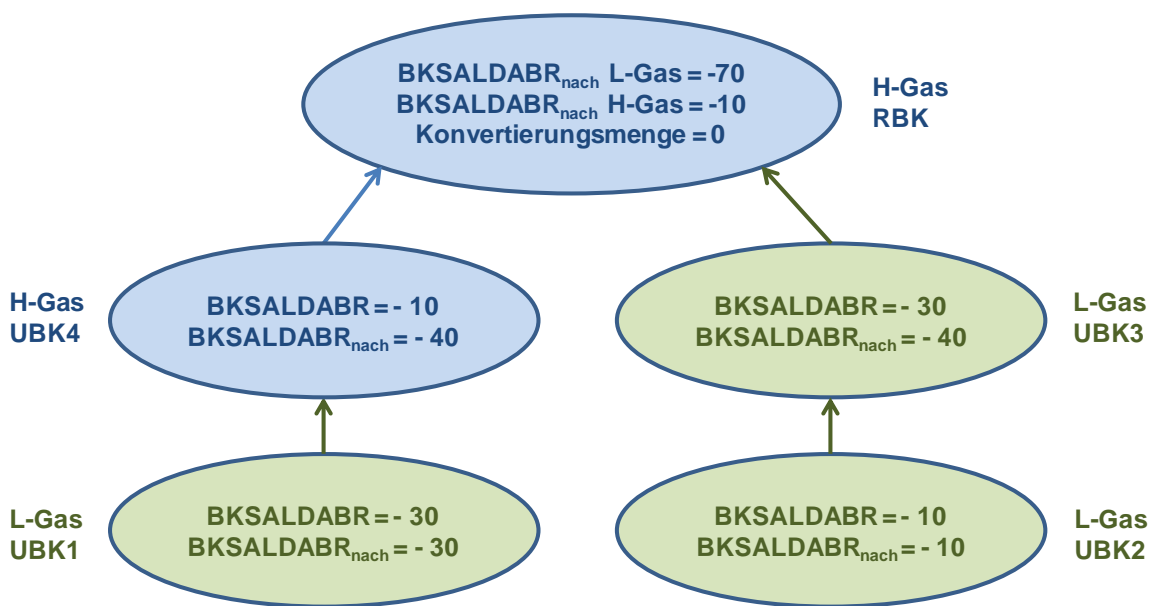 BKSALDABRnach L-Gas = -70
BKSALDABRnach H-Gas = -10
Konvertierungsmenge = 0
H-Gas
RBK
H-Gas
UBK4
BKSALDABR = - 10
BKSALDABRnach = - 40
BKSALDABR = - 30
BKSALDABRnach = - 40
L-Gas
UBK3
L-Gas
UBK1
BKSALDABR = - 30
BKSALDABRnach = - 30
BKSALDABR = - 10
BKSALDABRnach = - 10
L-Gas
UBK2